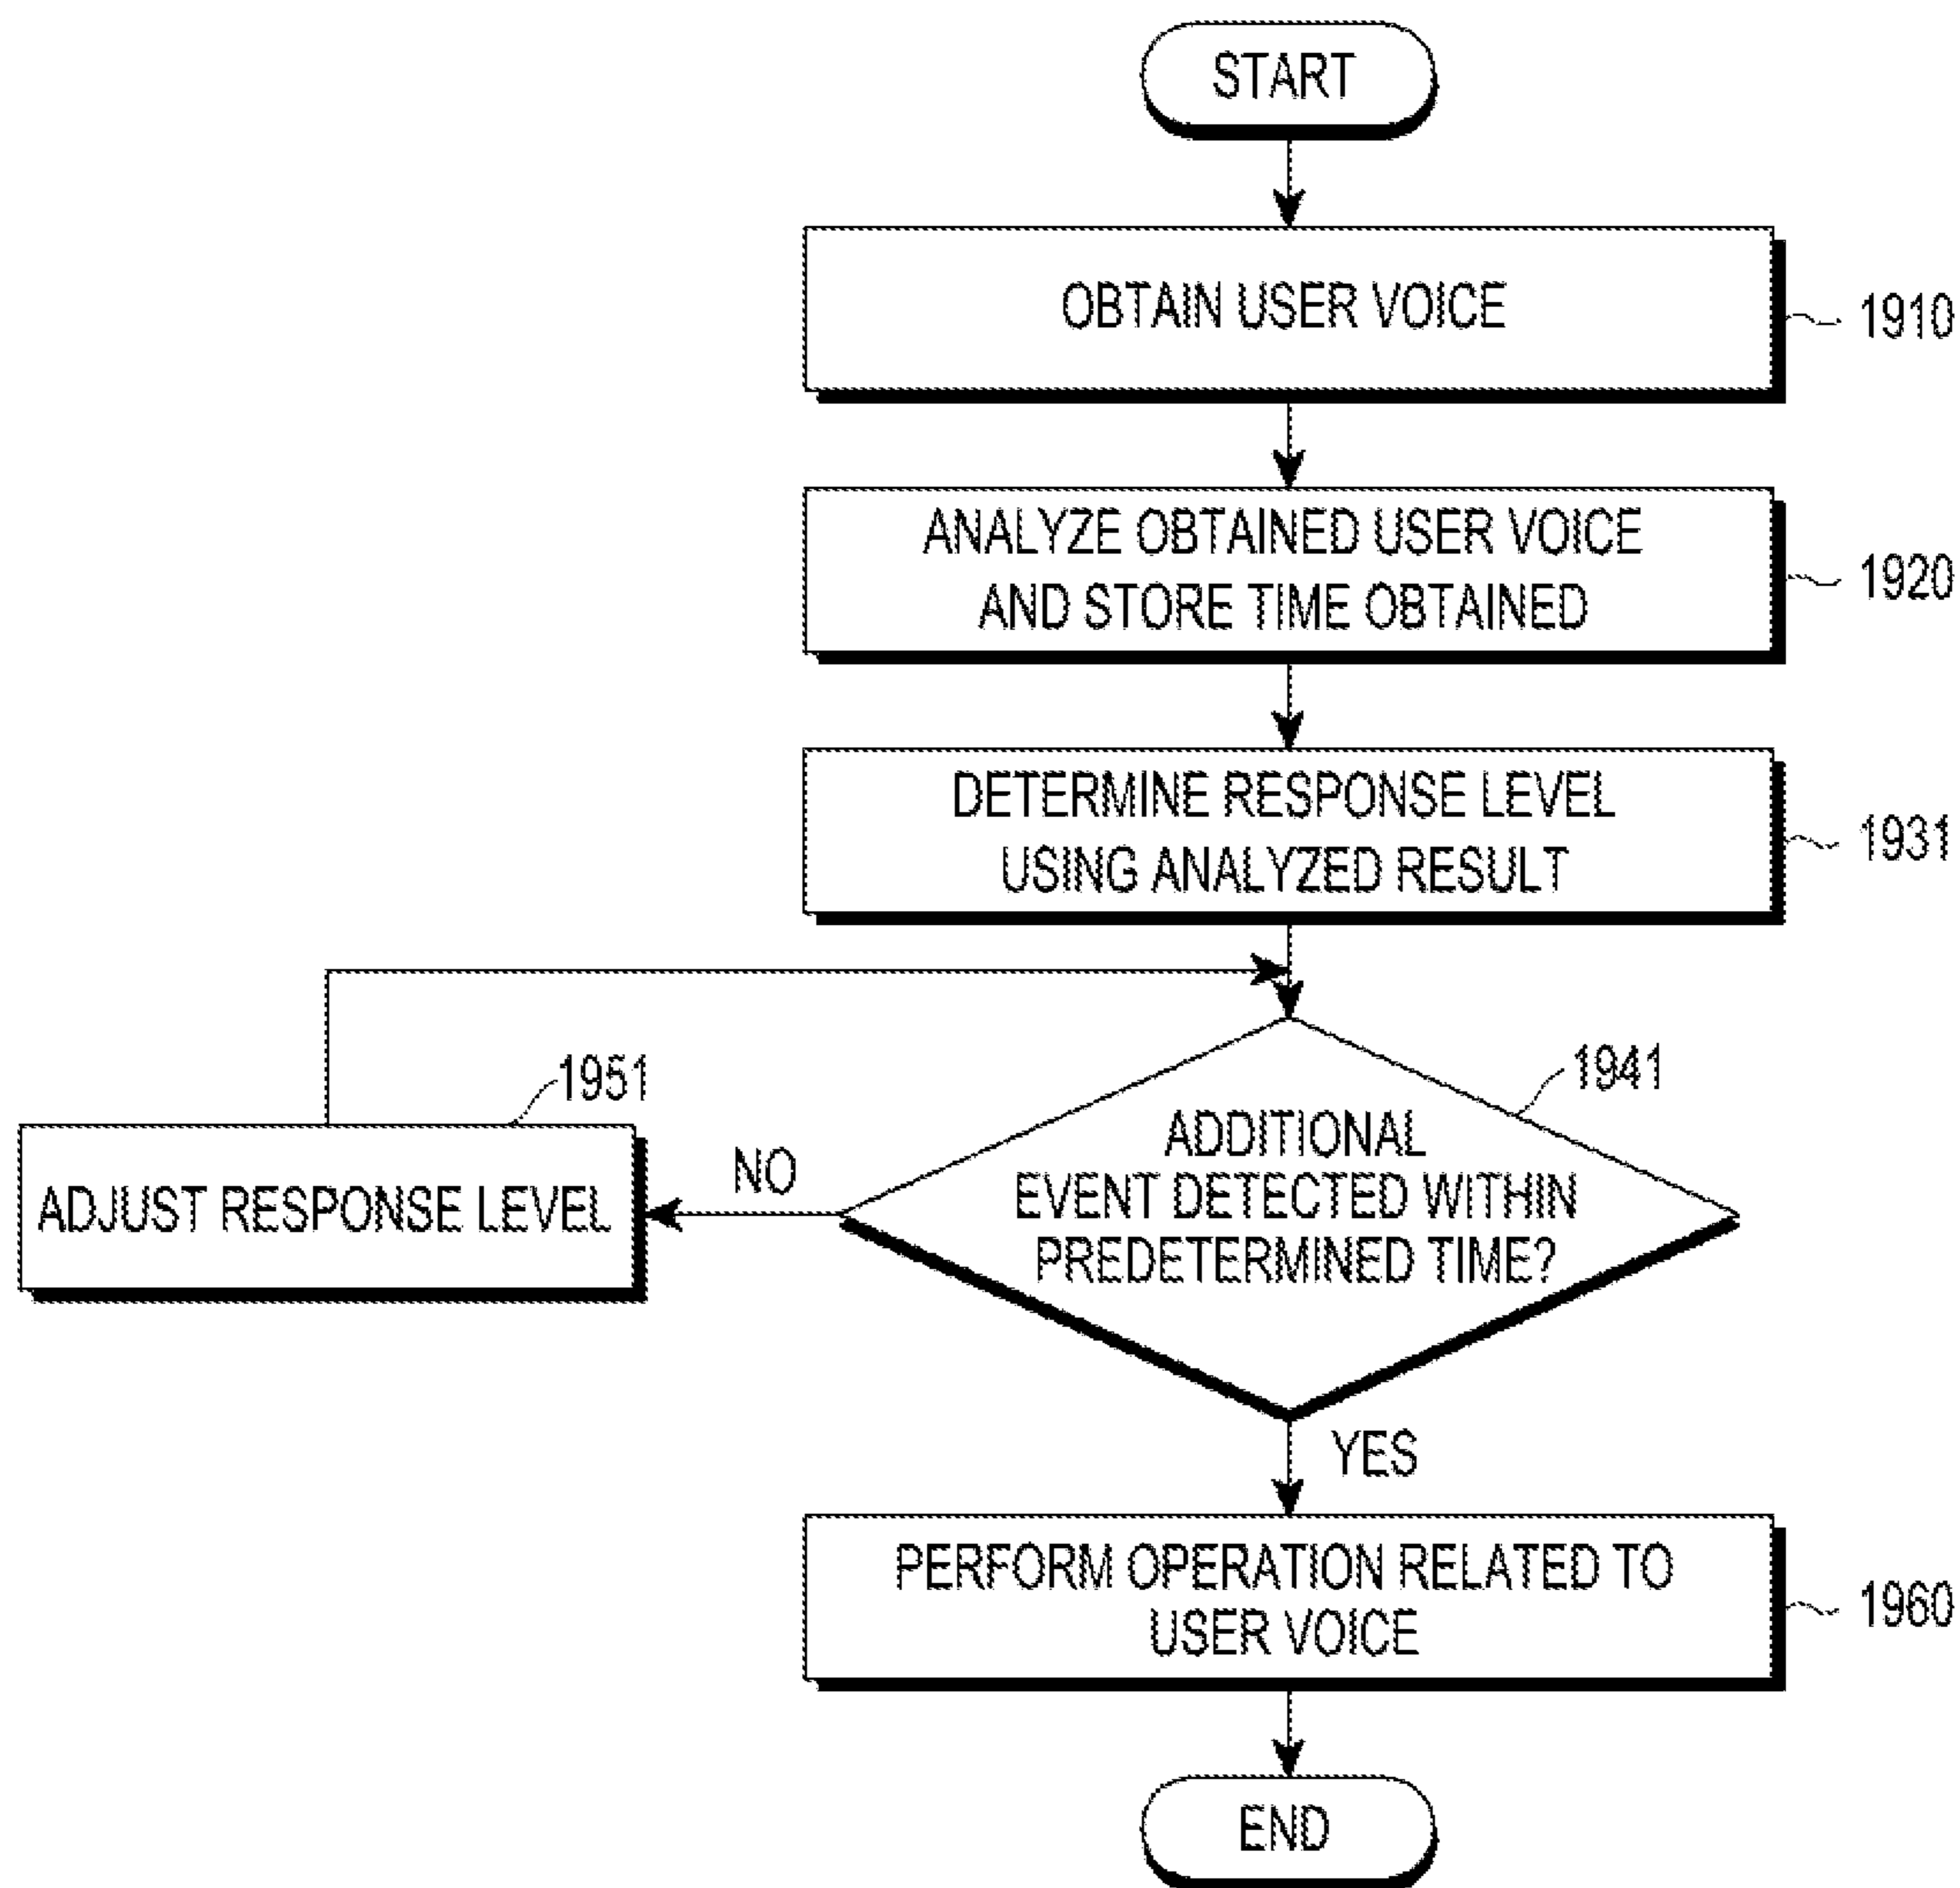 START
OBTAIN USER VOICE
1910
ANALYZE OBTAINED USER VOICE
AND STORE TIME OBTAINED
1920
DETERMINE RESPONSE LEVEL
USING ANALYZED RESULT
1931
1951
ADJUST RESPONSE LEVEL
NO
1941
ADDITIONAL
EVENT DETECTED WITHIN
PREDETERMINED TIME?
YES
PERFORM OPERATION RELATED TO
USER VOICE
1960
END